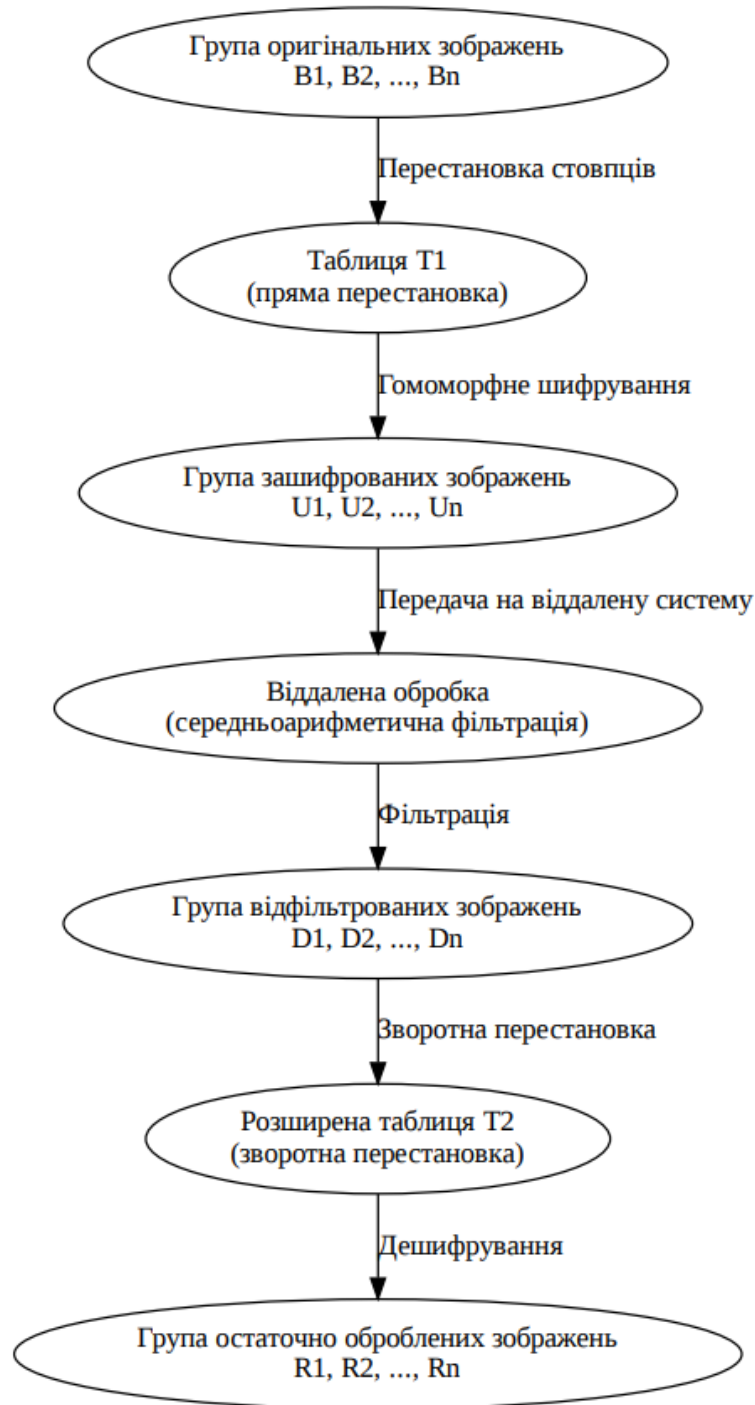 Група оригінальних зображень
B1, B2, ..., Bn
Перестановка стовпців
Таблиця T1
(пряма перестановка)
Гомоморфне шифрування
Група зашифрованих зображень
U1, U2, ..., Un
Передача на віддалену систему
Віддалена обробка
(середньоарифметична фільтрація)
Фільтрація
Група відфільтрованих зображень
D1, D2, ..., Dn
Зворотна перестановка
Розширена таблиця T2
(зворотна перестановка)
Дешифрування
Група остаточно оброблених зображень
R1, R2, ..., Rn